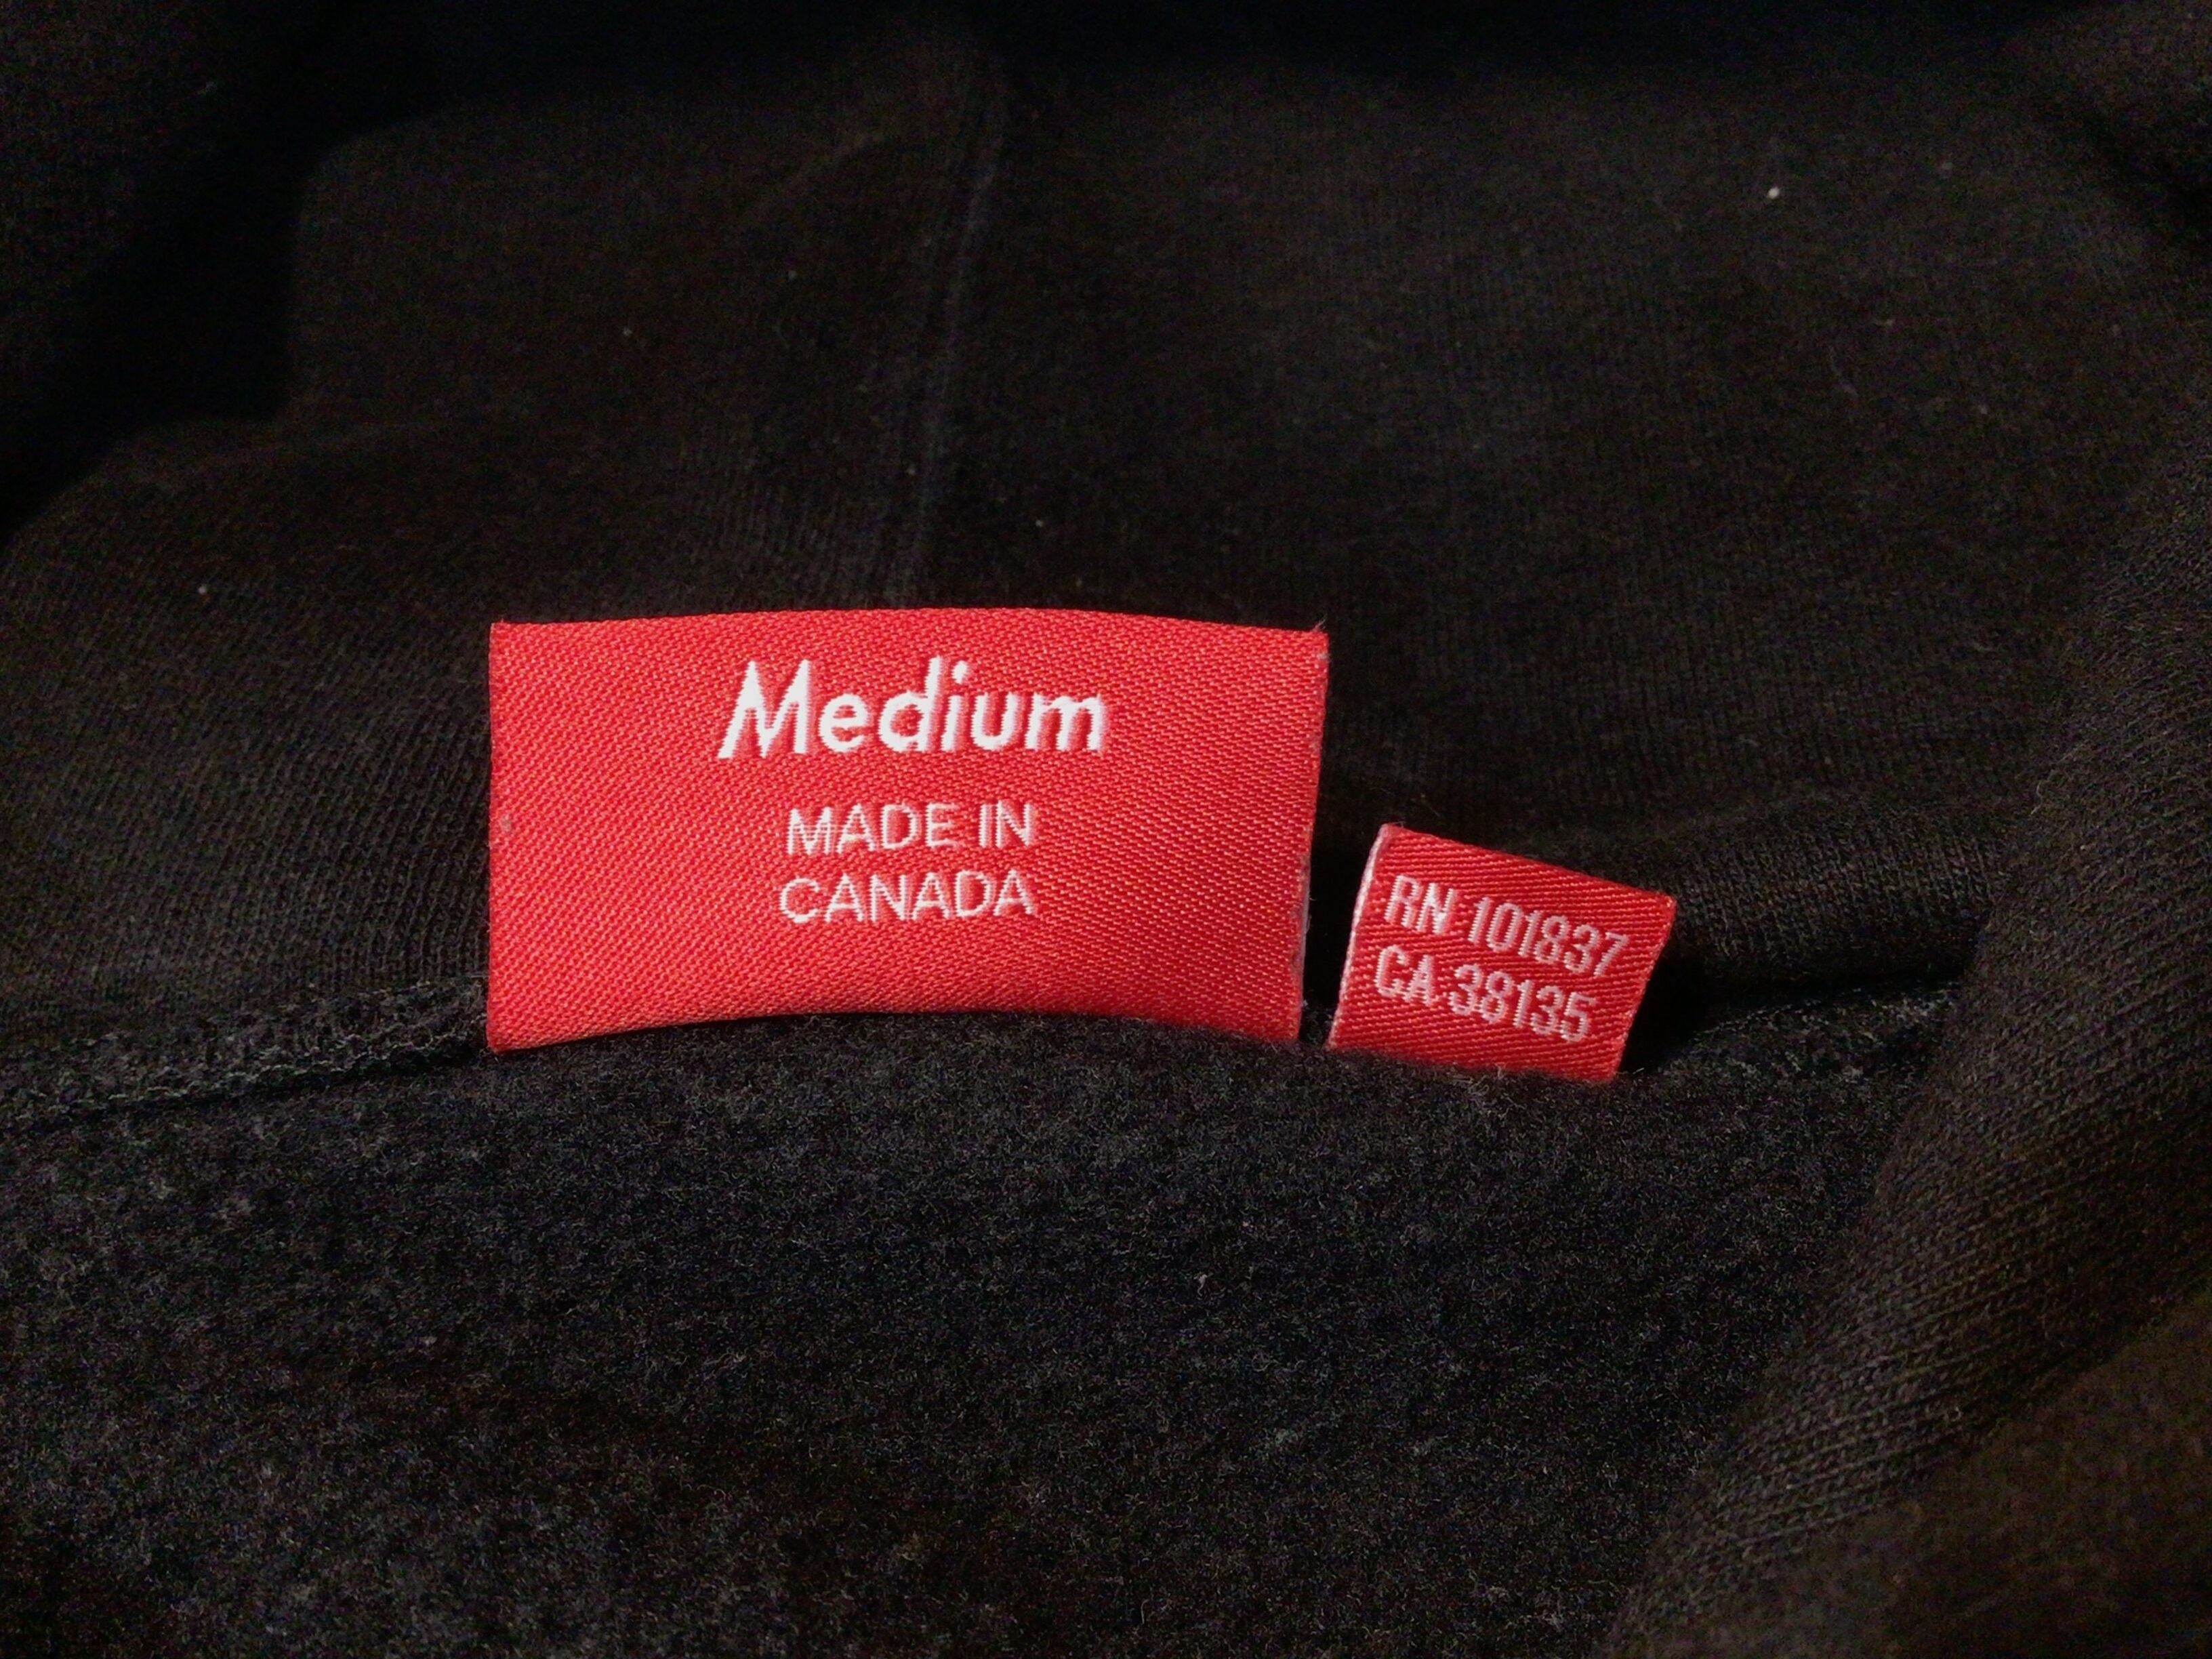 Medium
MADE IN
CANADA
RN 101837
CA 38135